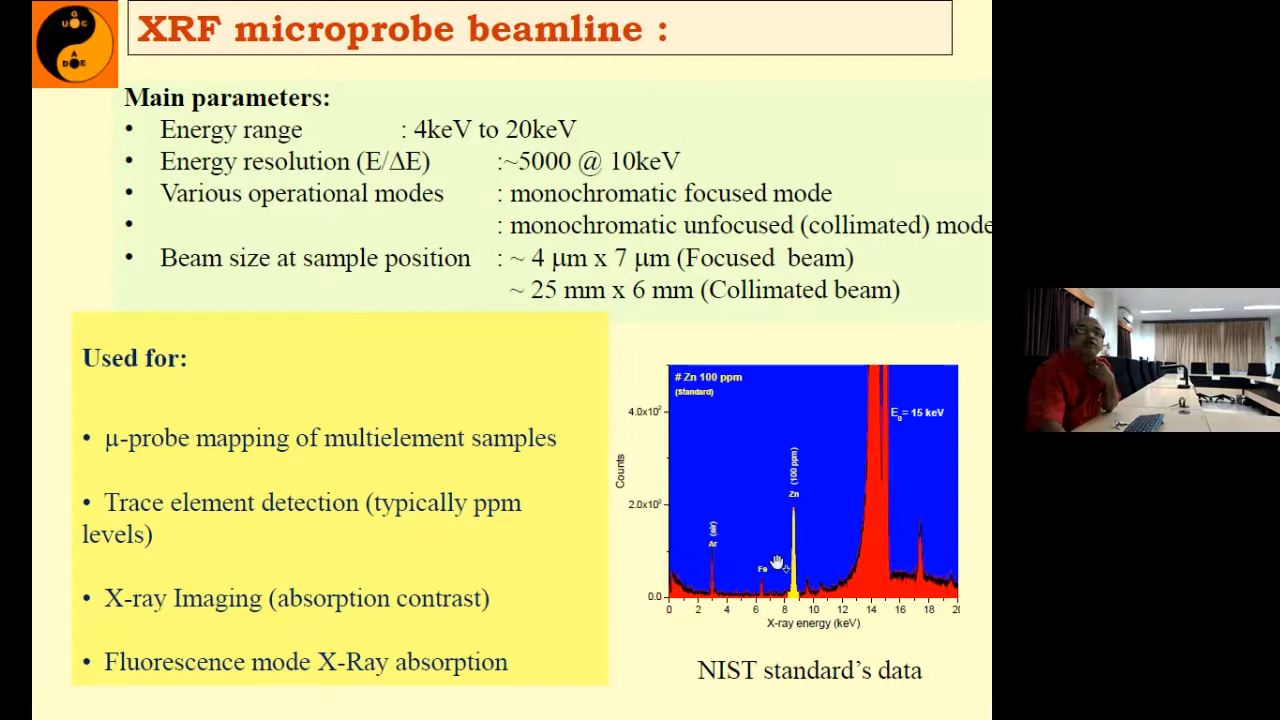 G
U G C
A
D A E
XRF microprobe beamline :
Main parameters:
• Energy range : 4keV to 20keV
• Energy resolution (E/ΔE) :~5000 @ 10keV
• Various operational modes : monochromatic focused mode
• : monochromatic unfocused (collimated) mode
• Beam size at sample position : ~ 4 μm x 7 μm (Focused beam)
~ 25 mm x 6 mm (Collimated beam)
Used for:
• μ-probe mapping of multielement samples
• Trace element detection (typically ppm
levels)
• X-ray Imaging (absorption contrast)
• Fluorescence mode X-Ray absorption
# Zn 100 ppm
(Standard)
E0= 15 keV
4.0x10²
2.0x10²
0.0
Counts
(air)
Ar
Fe
(100 ppm)
Zn
0 2 4 6 8 10 12 14 16 18 20
X-ray energy (keV)
NIST standard's data